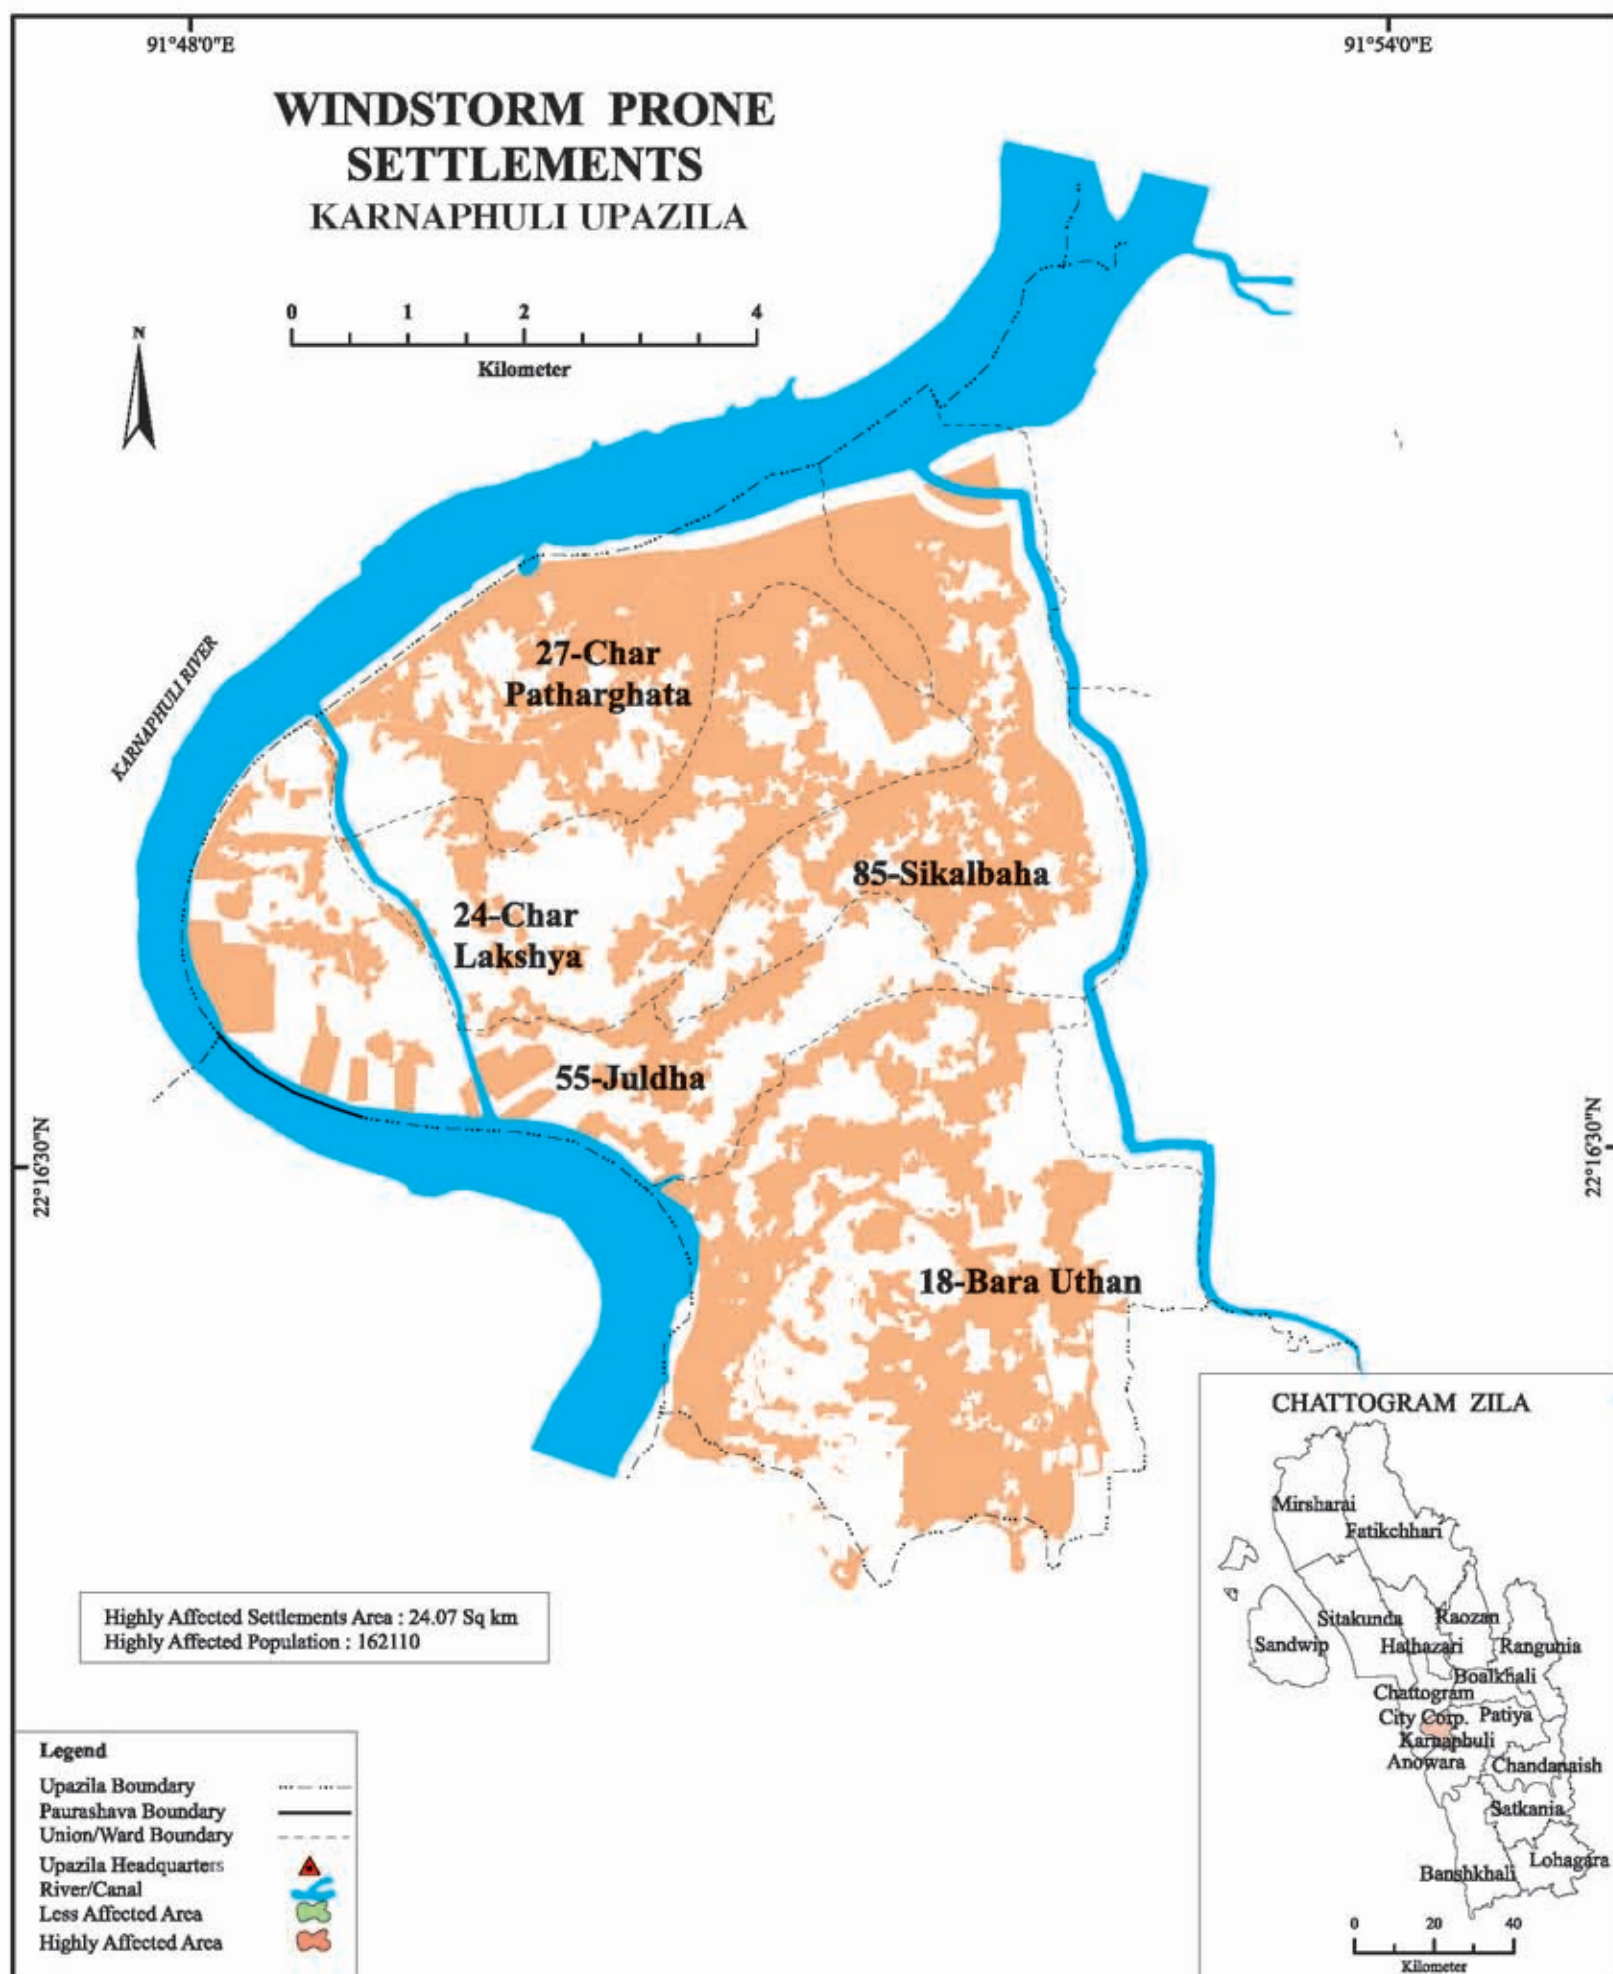 91°48'0"E
91°54'0"E
WINDSTORM PRONE
SETTLEMENTS
KARNAPHULI UPAZILA
0 1 2 4
Kilometer
N
KARNAPHULI RIVER
27-Char
Patharghata
85-Sikalbaha
24-Char
Lakshya
55-Juldha
22°16'30"N
22°16'30"N
18-Bara Uthan
Highly Affected Settlements Area : 24.07 Sq km
Highly Affected Population : 162110
Legend
Upazila Boundary
Paurashava Boundary
Union/Ward Boundary
Upazila Headquarters
River/Canal
Less Affected Area
Highly Affected Area
CHATTOGRAM ZILA
Mirsharai
Fatikchhari
Sitakunda
Raozan
Sandwip
Hathazari
Rangunia
Boalkhali
Chattogram
City Corp.
Patiya
Karnaphuli
Anowara
Chandanaish
Satkania
Lohagara
Banshkhali
0 20 40
Kilometer